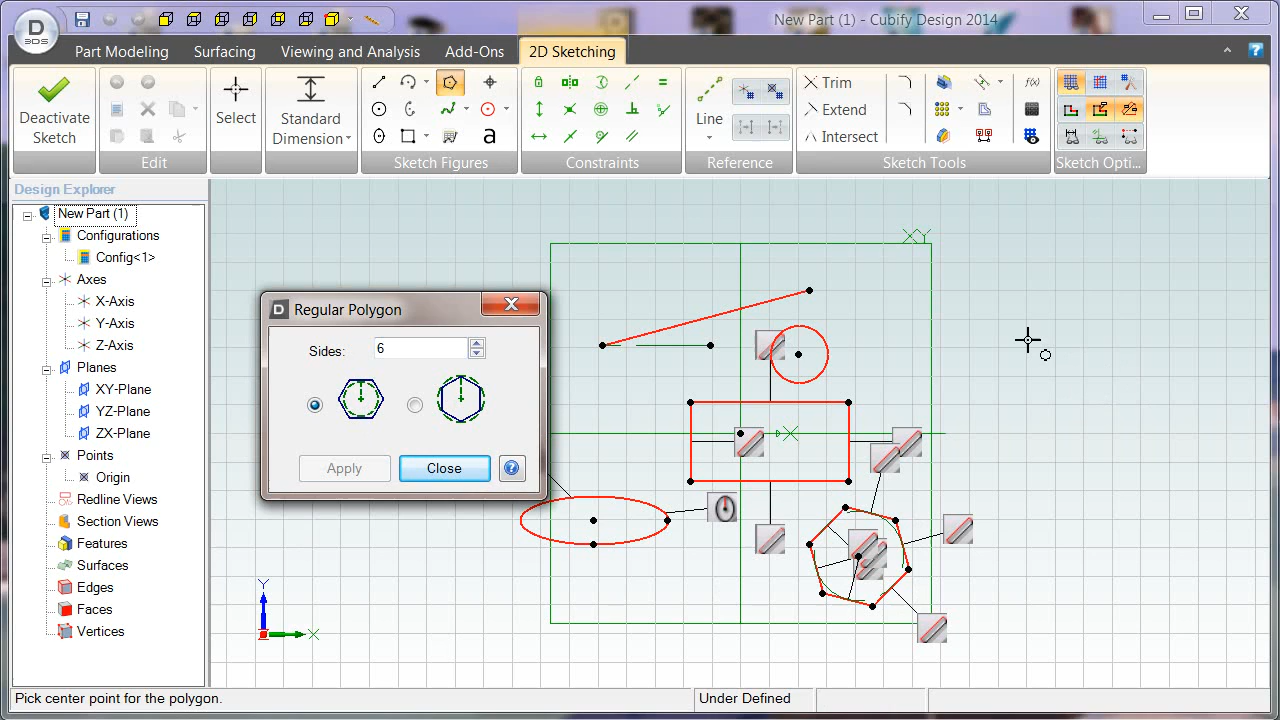 New Part (1) - Cubify Design 2014
D
3DS
Part Modeling Surfacing Viewing and Analysis Add-Ons 2D Sketching
Deactivate Sketch
Edit
Select
Standard Dimension
a
Sketch Figures
Constraints
Line
Reference
Trim
Extend
Intersect
f(x)
Sketch Tools
Sketch Opti...
Design Explorer
New Part (1)
Configurations
Config<1>
Axes
X-Axis
Y-Axis
Z-Axis
Planes
XY-Plane
YZ-Plane
ZX-Plane
Points
Origin
Redline Views
Section Views
Features
Surfaces
Edges
Faces
Vertices
D Regular Polygon
Sides: 6
Apply Close ?
XY
X
Y
X
Pick center point for the polygon.
Under Defined